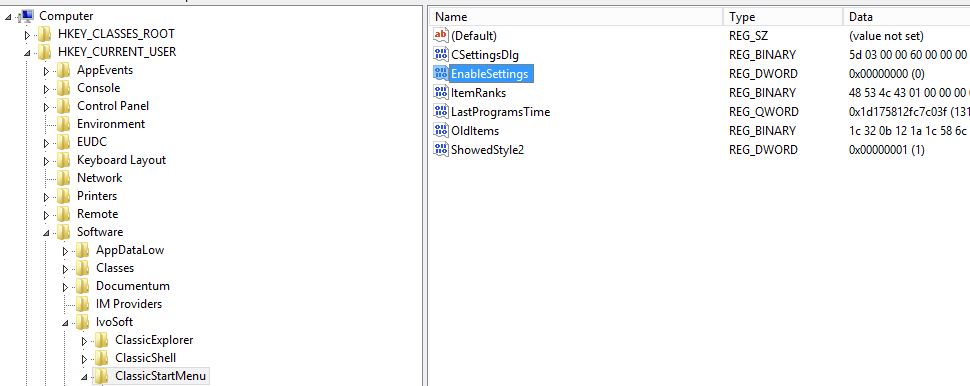 Computer
HKEY_CLASSES_ROOT
HKEY_CURRENT_USER
AppEvents
Console
Control Panel
Environment
EUDC
Keyboard Layout
Network
Printers
Remote
Software
AppDataLow
Classes
Documentum
IM Providers
IvoSoft
ClassicExplorer
ClassicShell
ClassicStartMenu
Name Type Data
(Default) REG_SZ (value not set)
CSettingsDlg REG_BINARY 5d 03 00 00 60 00 00 00
EnableSettings REG_DWORD 0x00000000 (0)
ItemRanks REG_BINARY 48 53 4c 43 01 00 00 00
LastProgramsTime REG_QWORD 0x1d175812fc7c03f (131
OldItems REG_BINARY 1c 32 0b 12 1a 1c 58 6c
ShowedStyle2 REG_DWORD 0x00000001 (1)